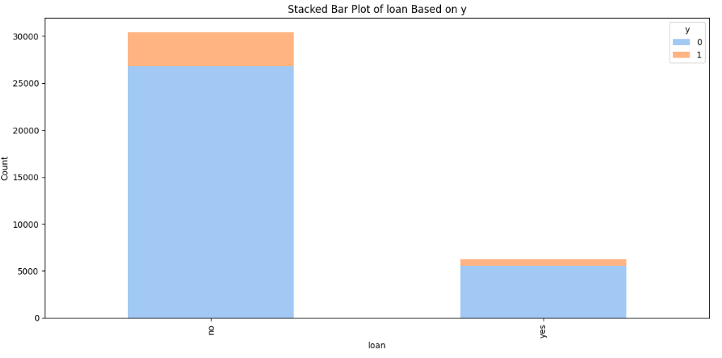 Stacked Bar Plot of loan Based on y
y
0
1
30000
25000
20000
15000
10000
5000
0
Count
no
yes
loan